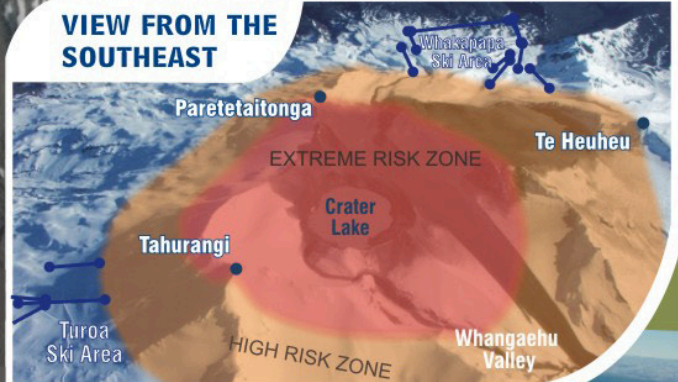 VIEW FROM THE
SOUTHEAST
Whakapapa
Ski Area
Paretetaitonga
Te Heuheu
EXTREME RISK ZONE
Crater
Lake
Tahurangi
Turoa
Ski Area
HIGH RISK ZONE
Whangaehu
Valley